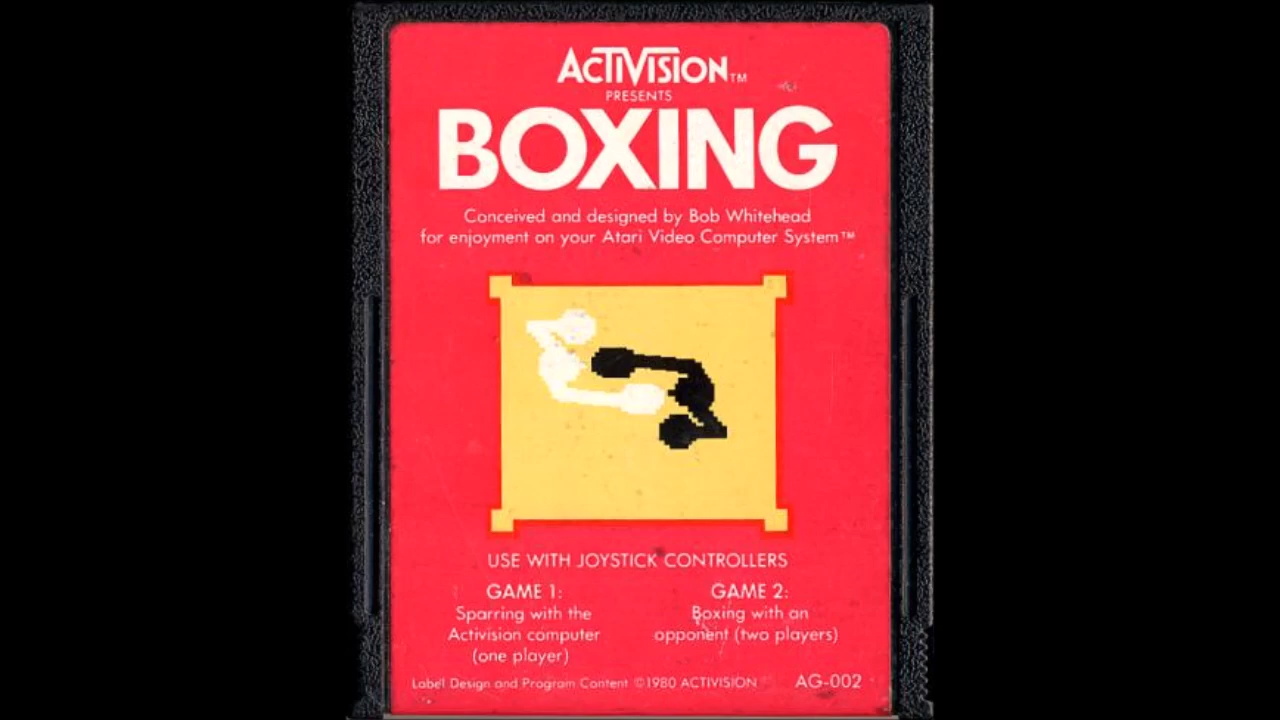 ACTIVISION™
PRESENTS
BOXING
Conceived and designed by Bob Whitehead
for enjoyment on your Atari Video Computer System™
USE WITH JOYSTICK CONTROLLERS
GAME 1:
Sparring with the
Activision computer
(one player)
GAME 2:
Boxing with an
opponent (two players)
Label Design and Program Content ©1980 ACTIVISION
AG-002